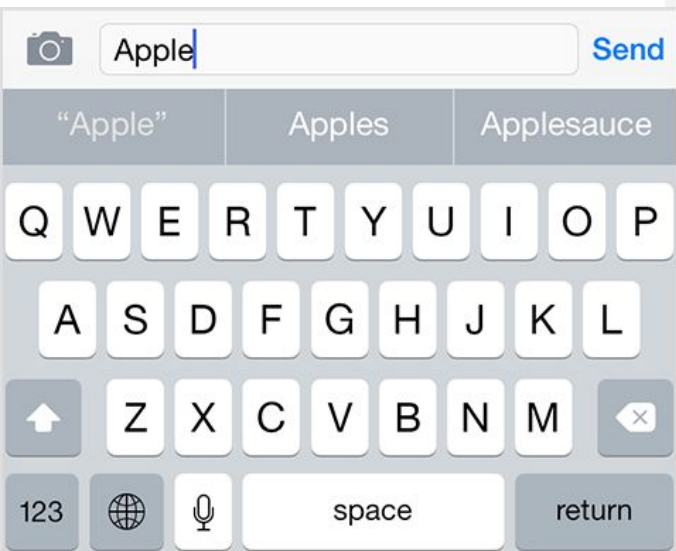 Apple Send
“Apple” Apples Applesauce
Q W E R T Y U I O P
A S D F G H J K L
Z X C V B N M
123 space return